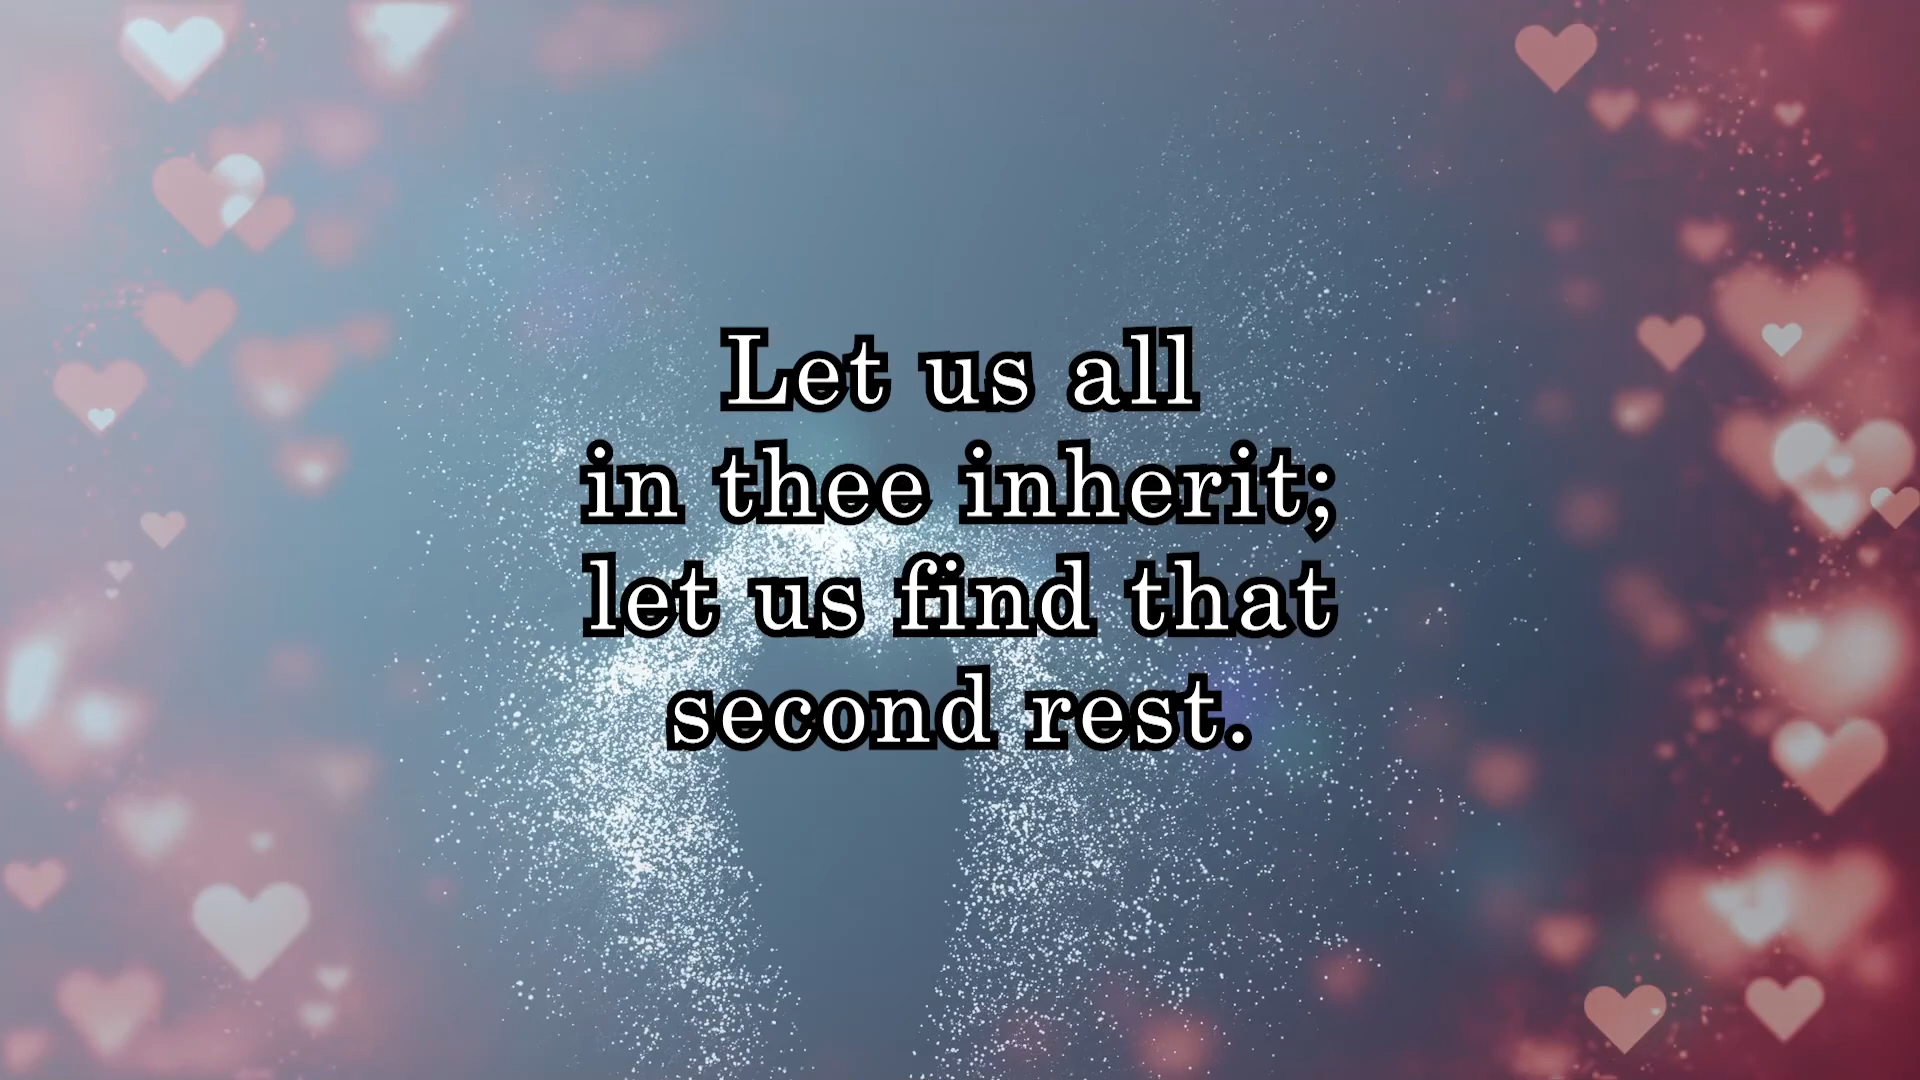 Let us all
in thee inherit;
let us find that
second rest.